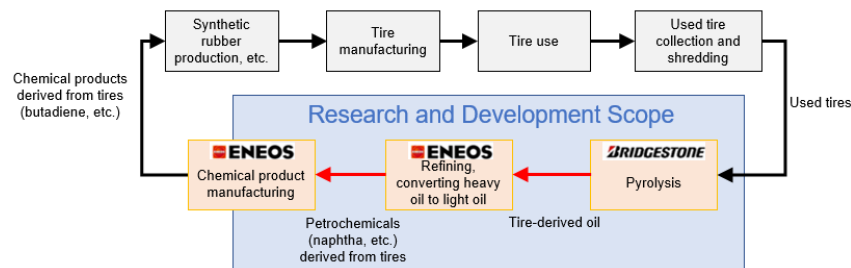 Synthetic
rubber
production, etc.
Tire
manufacturing
Tire use
Used tire
collection and
shredding
Chemical products
derived from tires
(butadiene, etc.)
Used tires
Research and Development Scope
ENEOS
Chemical product
manufacturing
ENEOS
Refining,
converting heavy
oil to light oil
BRIDGESTONE
Pyrolysis
Petrochemicals
(naphtha, etc.)
derived from tires
Tire-derived oil